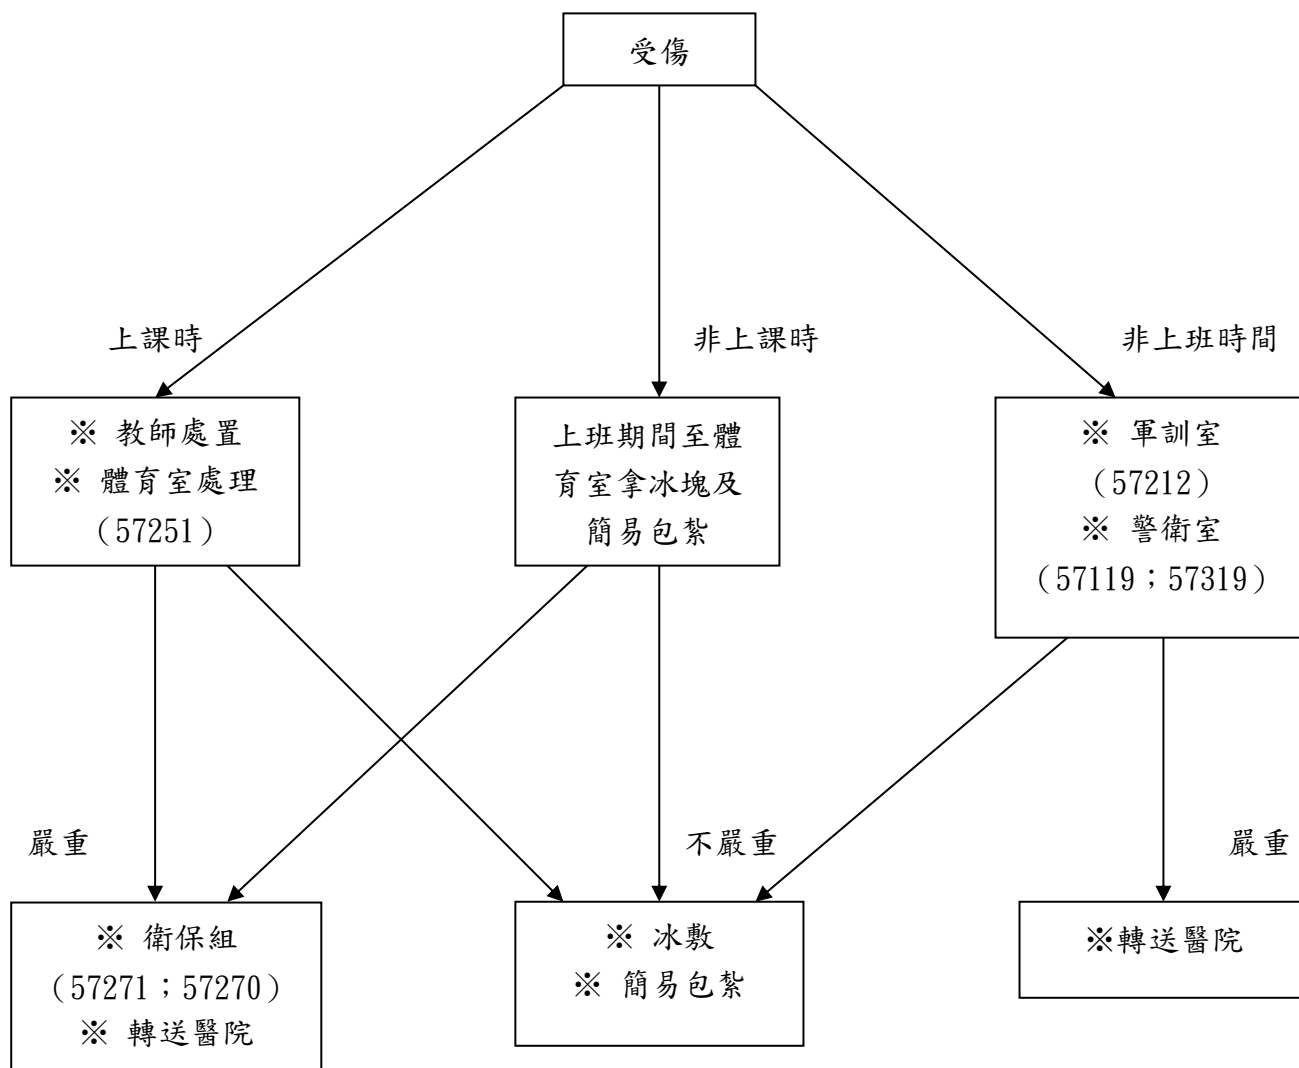 受傷
上課時
非上課時
非上班時間
※ 教師處置
※ 體育室處理
(57251)
上班期間至體
育室拿冰塊及
簡易包紮
※ 軍訓室
(57212)
※ 警衛室
(57119；57319)
嚴重
不嚴重
嚴重
※ 衛保組
(57271；57270)
※ 轉送醫院
※ 冰敷
※ 簡易包紮
※轉送醫院